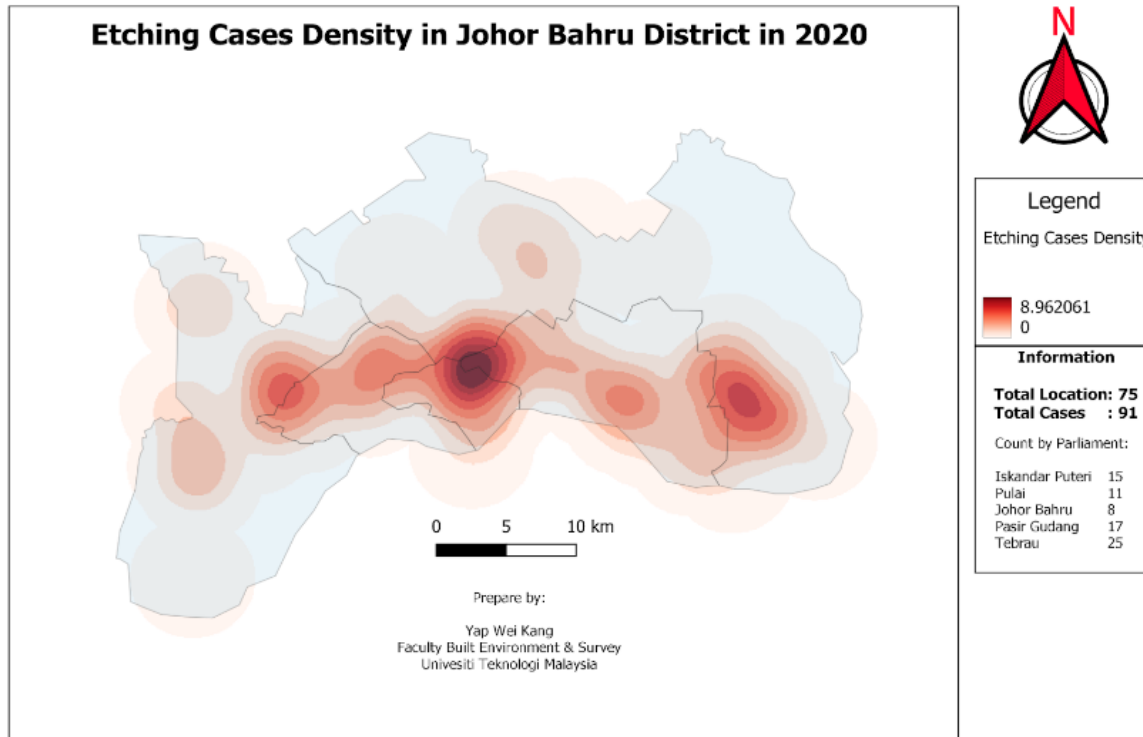 Etching Cases Density in Johor Bahru District in 2020
N
Legend
Etching Cases Density
8.962061
0
Information
Total Location: 75
Total Cases : 91
Count by Parliament:
Iskandar Puteri 15
Pulai 11
Johor Bahru 8
Pasir Gudang 17
Tebrau 25
0 5 10 km
Prepare by:
Yap Wei Kang
Faculty Built Environment & Survey
Univesiti Teknologi Malaysia